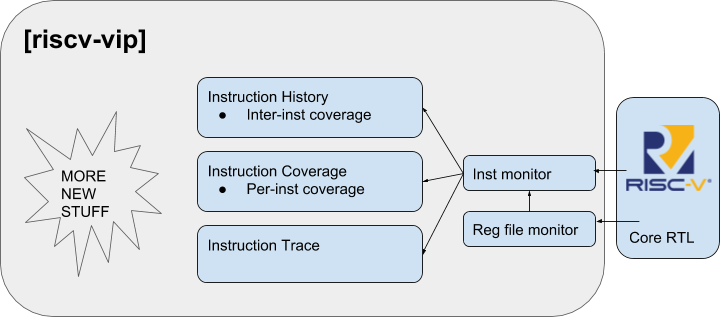 [riscv-vip]
Instruction History
● Inter-inst coverage
Instruction Coverage
● Per-inst coverage
Instruction Trace
MORE
NEW
STUFF
Inst monitor
Reg file monitor
RISC-V®
Core RTL